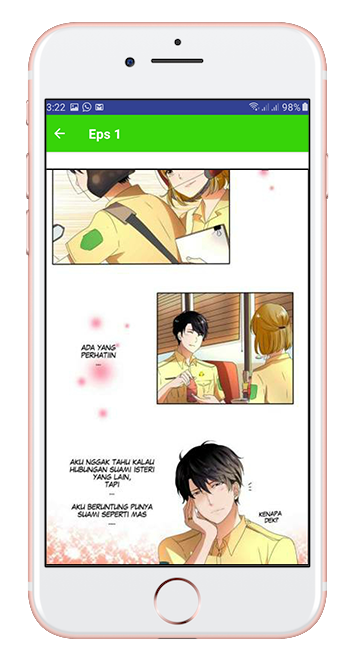 3:22 98%
Eps 1
ADA YANG
PERHATIIN
...
AKU NGGAK TAHU KALAU
HUBUNGAN SUAMI ISTERI
YANG LAIN,
TAPI
...
AKU BERUNTUNG PUNYA
SUAMI SEPERTI MAS
...
KENAPA
DEK?